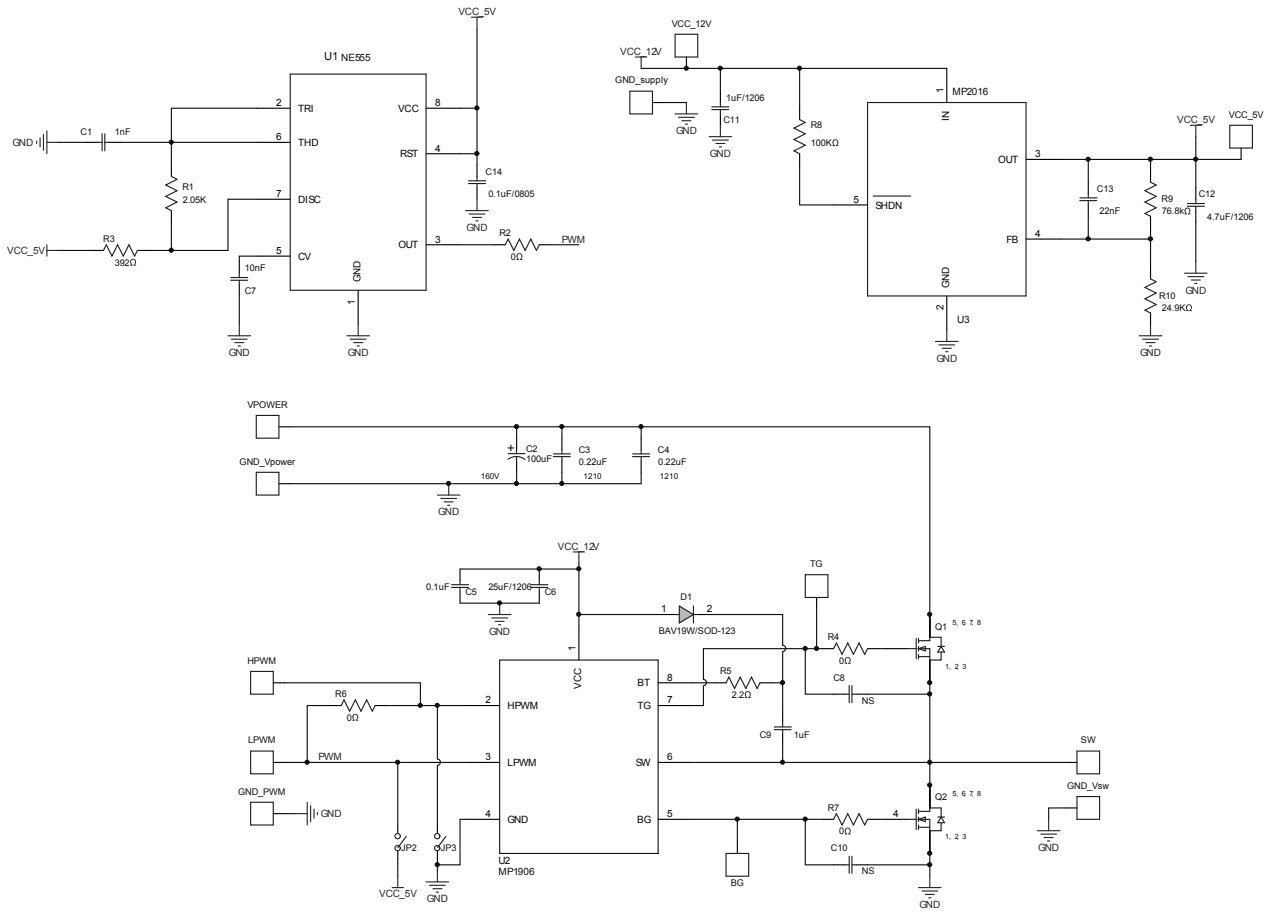 VCC_5V
U1 NE555
2
TRI
VCC
8
C1
1nF
GND
6
THD
RST
4
R1
2.05K
C14
0.1uF/0805
7
DISC
GND
VCC_5V
R3
392Ω
OUT
3
R2
0Ω
PWM
5
CV
10nF
C7
GND
1
GND
GND
VCC_12V
VCC_12V
GND_supply
GND
1uF/1206
C11
GND
R8
100KΩ
1
MP2016
IN
VCC_5V
VCC_5V
OUT
3
C13
22nF
R9
76.8kΩ
C12
4.7uF/1206
5
SHDN
FB
4
GND
2
U3
GND
R10
24.9KΩ
GND
GND
VPOWER
GND_Vpower
C2
100uF
160V
C3
0.22uF
1210
C4
0.22uF
1210
GND
VCC_12V
0.1uF
C5
25uF/1206
C6
GND
1
D1
2
BAV19W/SOD-123
TG
1
VCC
Q1
5, 6 7, 8
1, 2 3
R4
0Ω
HPWM
BT
8
R5
2.2Ω
C8
NS
R6
0Ω
2
HPWM
TG
7
C9
1uF
LPWM
PWM
3
LPWM
SW
6
SW
GND_PWM
GND
4
GND
BG
5
R7
0Ω
4
Q2
5, 6 7, 8
1, 2 3
GND_Vsw
GND
JP2
JP3
U2
MP1906
C10
NS
VCC_5V
GND
BG
GND